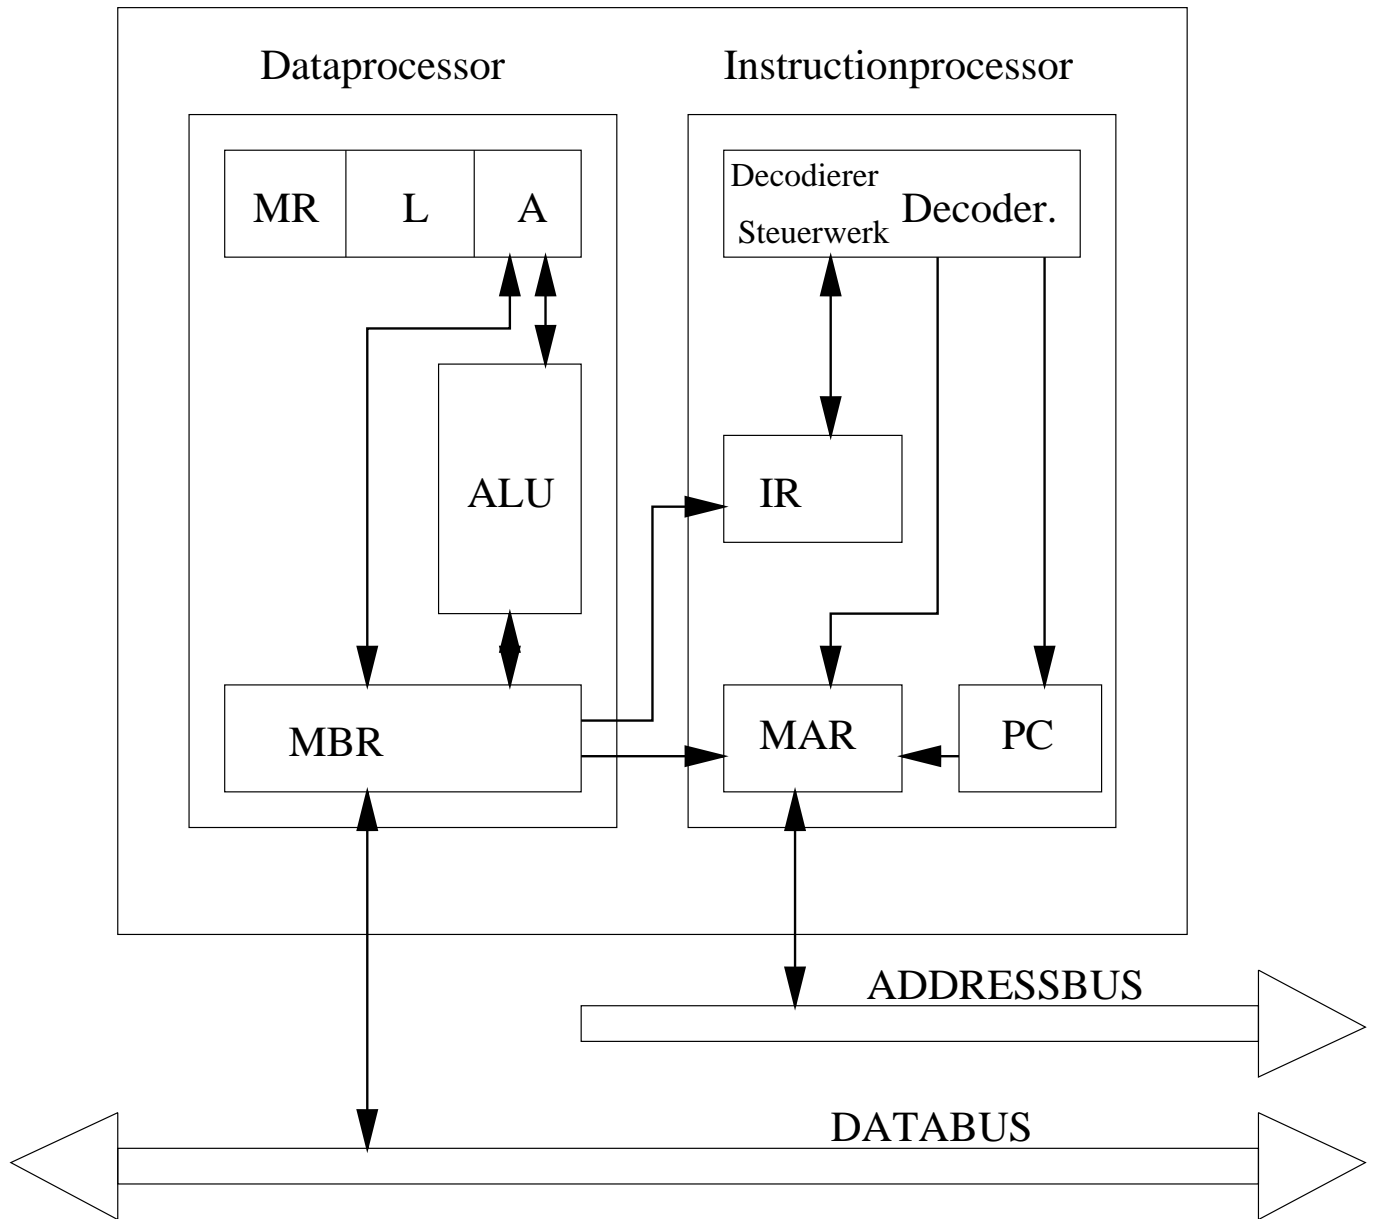 Dataprocessor
Instructionprocessor
MR
L
A
Decodierer
Steuerwerk
Decoder.
ALU
IR
MBR
MAR
PC
ADDRESSBUS
DATABUS